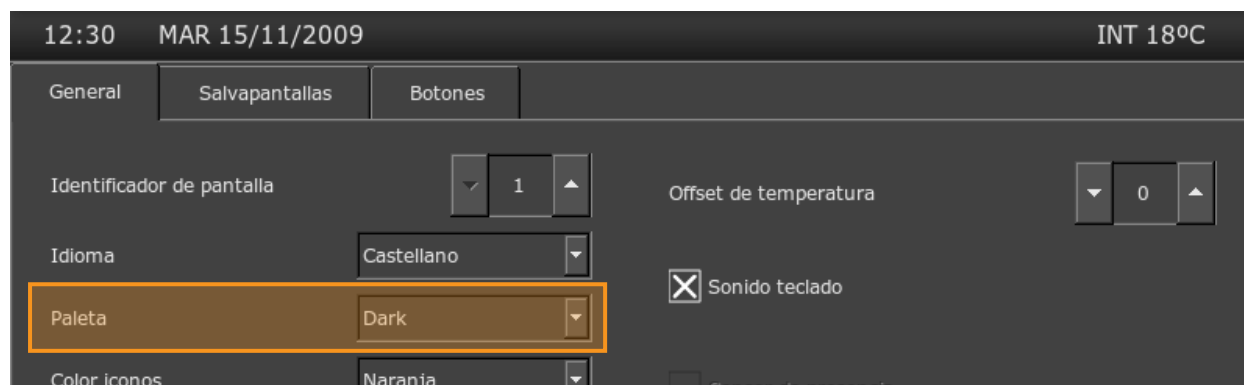 12:30 MAR 15/11/2009 INT 18ºC
General Salvapantallas Botones
Identificador de pantalla 1
Offset de temperatura 0
Idioma Castellano
Sonido teclado
Paleta Dark
Color iconos Naranja